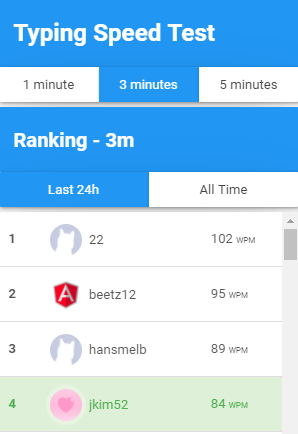 Typing Speed Test
1 minute 3 minutes 5 minutes
Ranking - 3m
Last 24h All Time
1 22 102 WPM
2 beetz12 95 WPM
3 hansmelb 89 WPM
4 jkim52 84 WPM